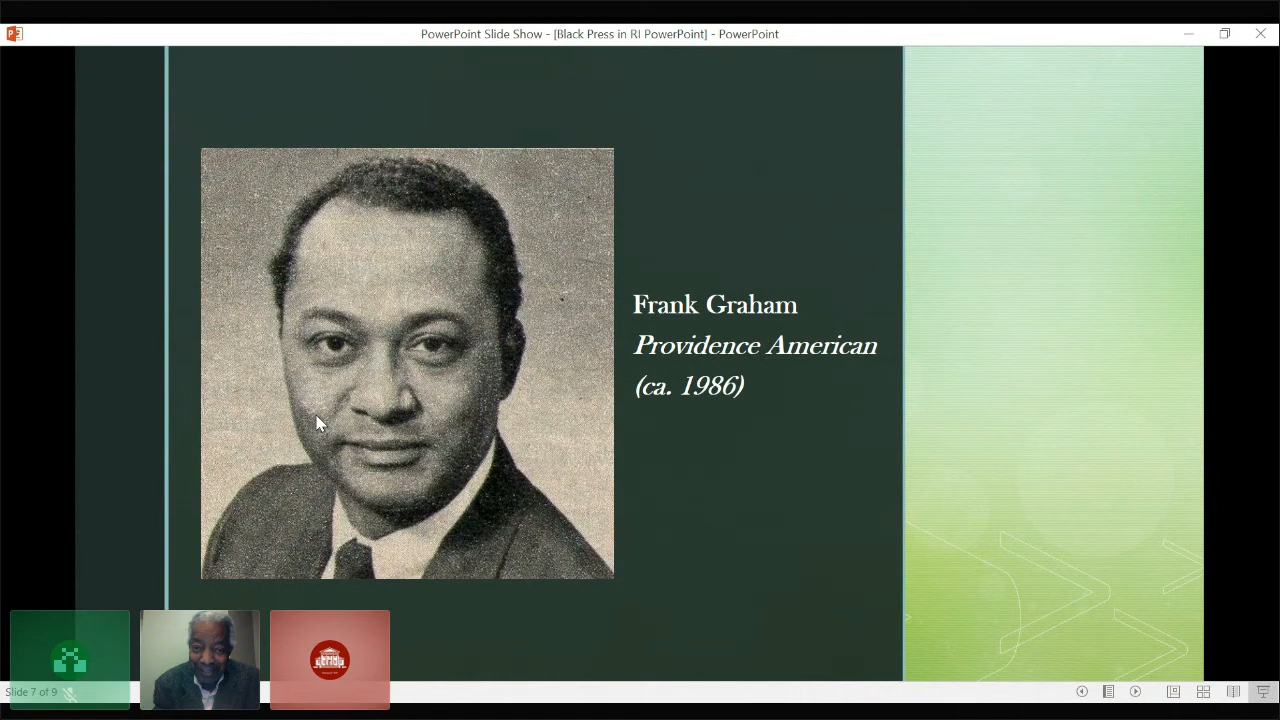 PowerPoint Slide Show - [Black Press in RI PowerPoint] - PowerPoint
Frank Graham
Providence American
(ca. 1986)
Slide 7 of 9